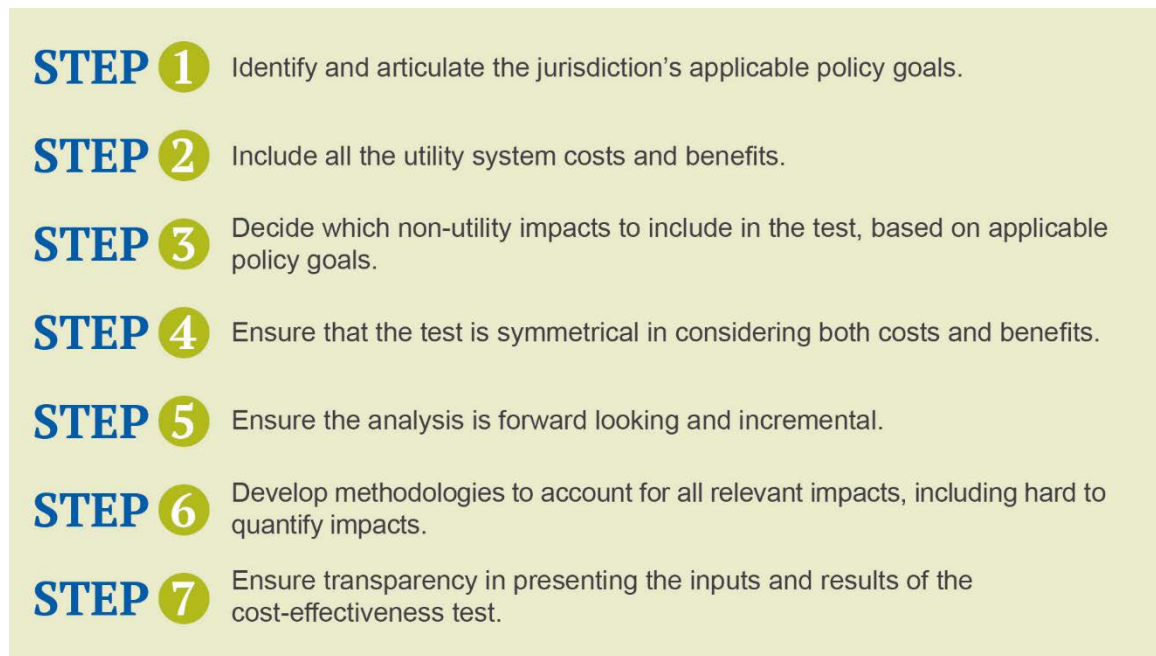 STEP 1 Identify and articulate the jurisdiction's applicable policy goals.
STEP 2 Include all the utility system costs and benefits.
STEP 3 Decide which non-utility impacts to include in the test, based on applicable
policy goals.
STEP 4 Ensure that the test is symmetrical in considering both costs and benefits.
STEP 5 Ensure the analysis is forward looking and incremental.
STEP 6 Develop methodologies to account for all relevant impacts, including hard to
quantify impacts.
STEP 7 Ensure transparency in presenting the inputs and results of the
cost-effectiveness test.